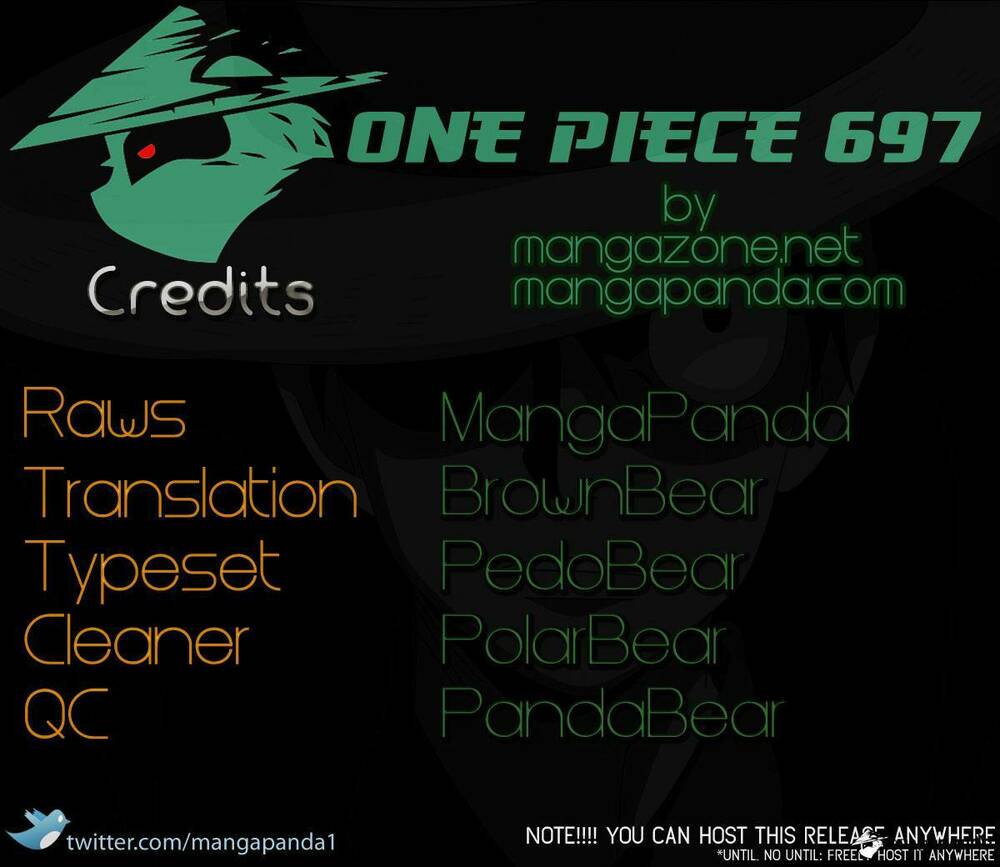 ONE PIECE 697
by
mangazone.net
mangapanda.com
Credits
Raws MangaPanda
Translation BrownBear
Typeset PedoBear
Cleaner PolarBear
QC PandaBear
twitter.com/mangapanda1
NOTE!!!! YOU CAN HOST THIS RELEASE ANYWHERE
*UNTIL, NO UNTIL: FREELY HOST IT ANYWHERE